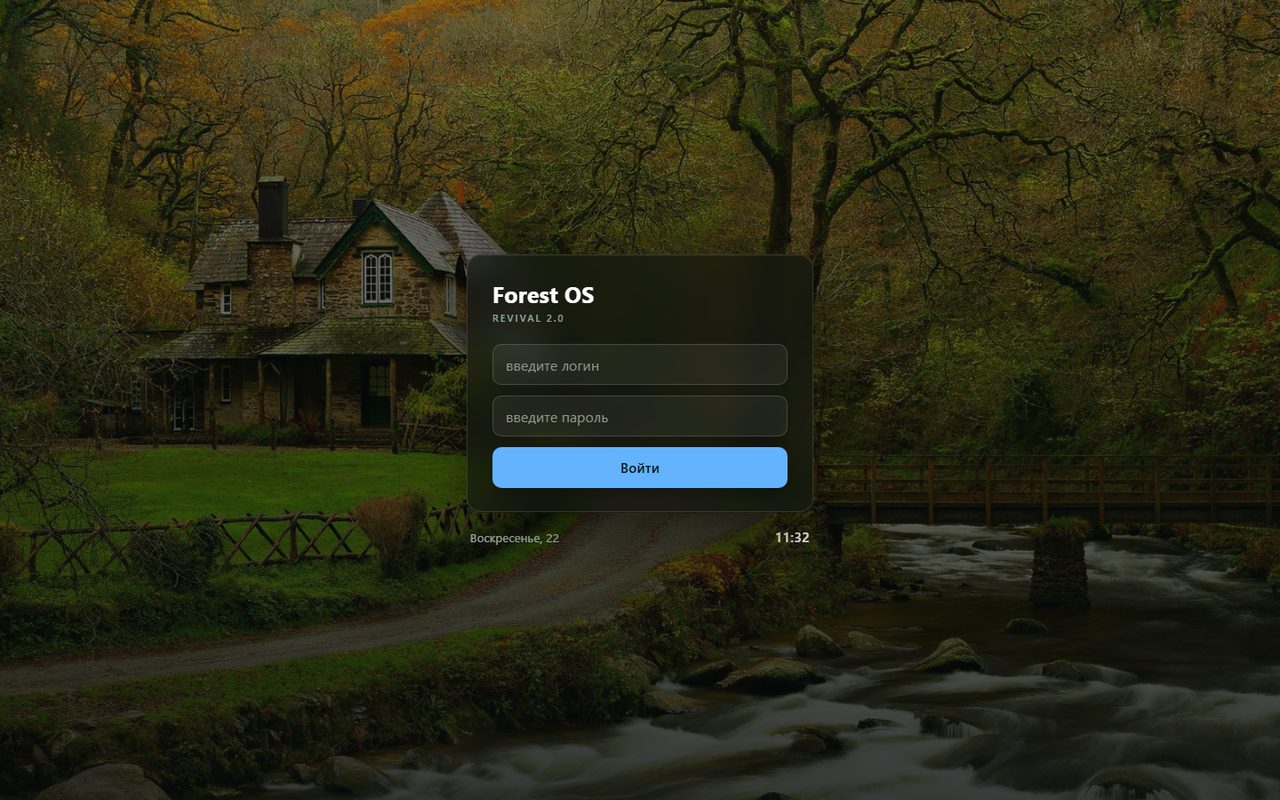 Forest OS
REVIVAL 2.0
введите логин
введите пароль
Войти
Воскресенье, 22
11:32